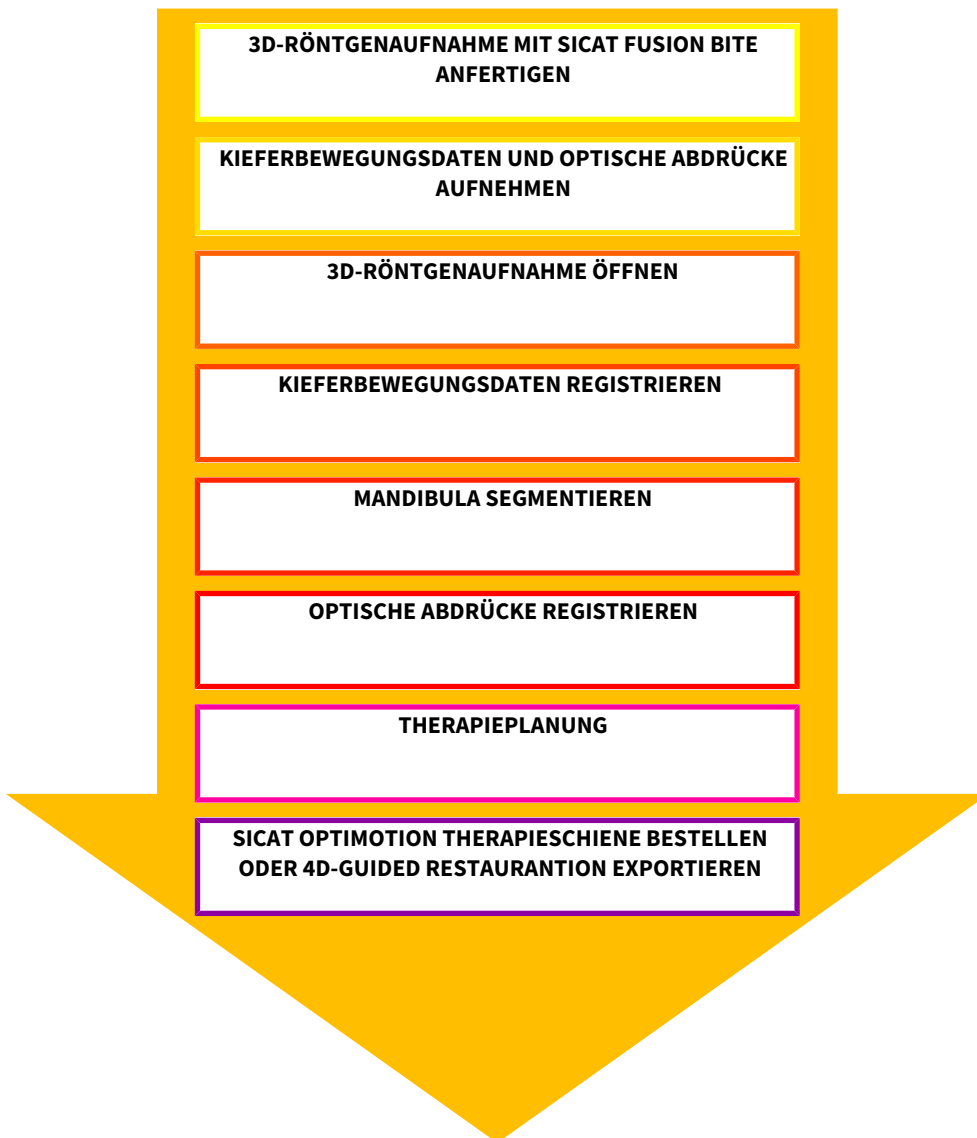 3D-RÖNTGENAUFNAHME MIT SICAT FUSION BITE
ANFERTIGEN
KIEFERBEWEGUNGSDATEN UND OPTISCHE ABDRÜCKE
AUFNEHMEN
3D-RÖNTGENAUFNAHME ÖFFNEN
KIEFERBEWEGUNGSDATEN REGISTRIEREN
MANDIBULA SEGMENTIEREN
OPTISCHE ABDRÜCKE REGISTRIEREN
THERAPIEPLANUNG
SICAT OPTIMOTION THERAPIESCHIENE BESTELLEN
ODER 4D-GUIDED RESTAURANTION EXPORTIEREN